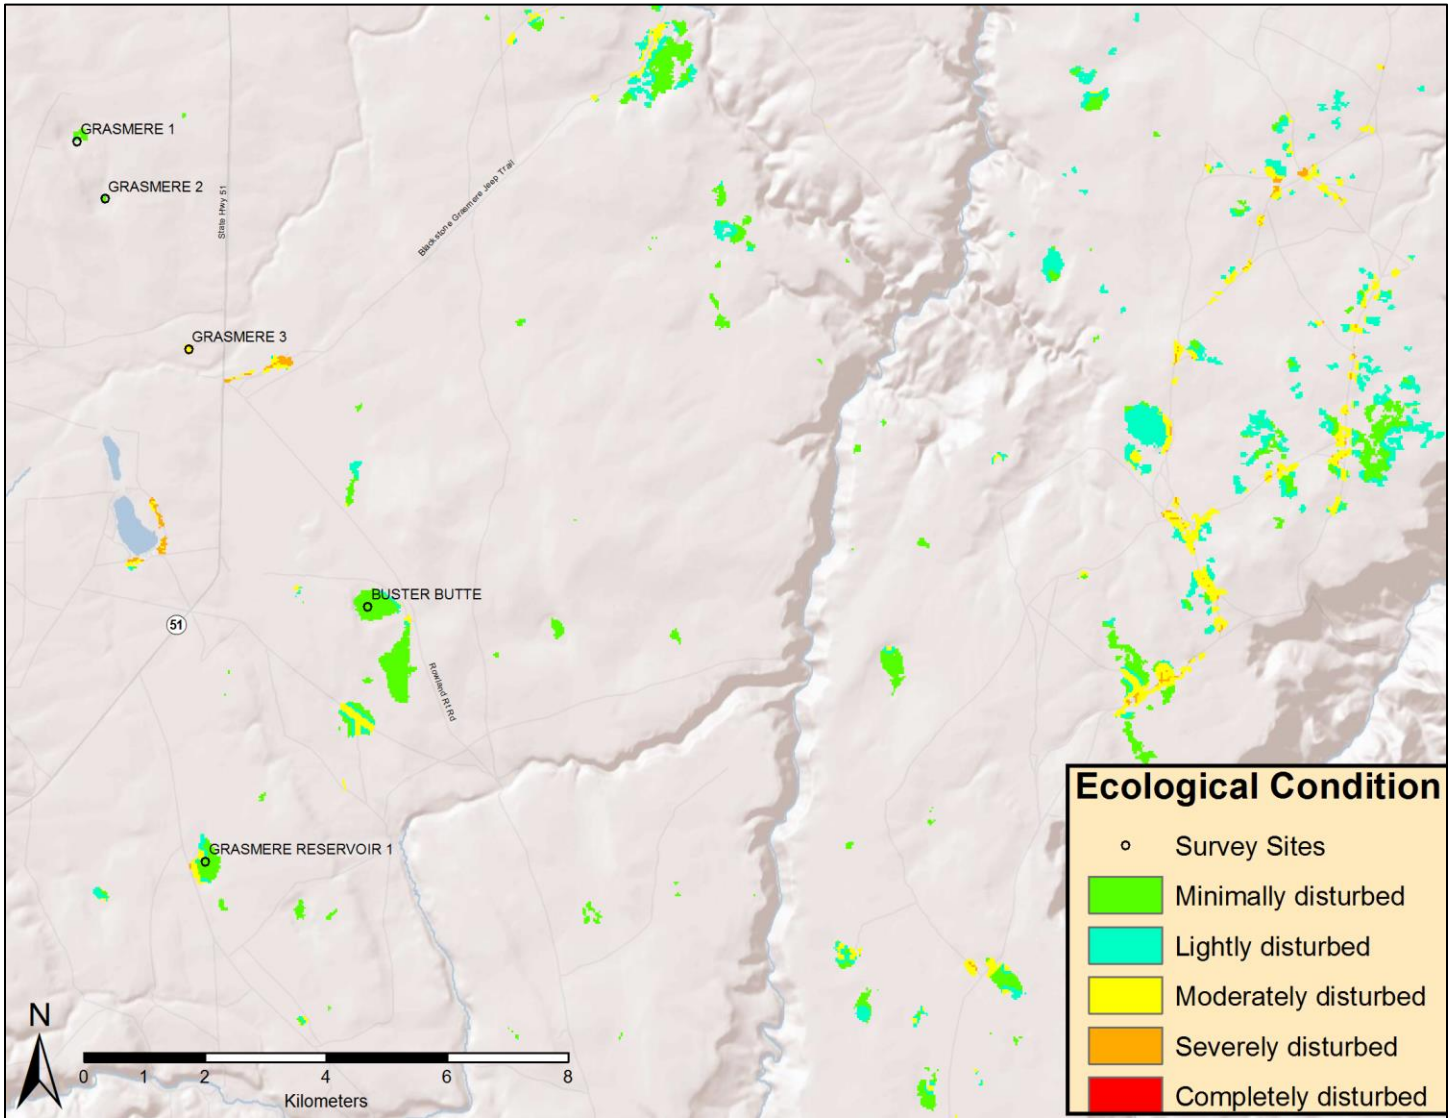 GRASMERE 1
GRASMERE 2
State Hwy 51
Blackstone Grasmere Jeep Trail
GRASMERE 3
BUSTER BUTTE
51
Rowland Rt Rd
GRASMERE RESERVOIR 1
N
0 1 2 4 6 8
Kilometers
Ecological Condition
Survey Sites
Minimally disturbed
Lightly disturbed
Moderately disturbed
Severely disturbed
Completely disturbed